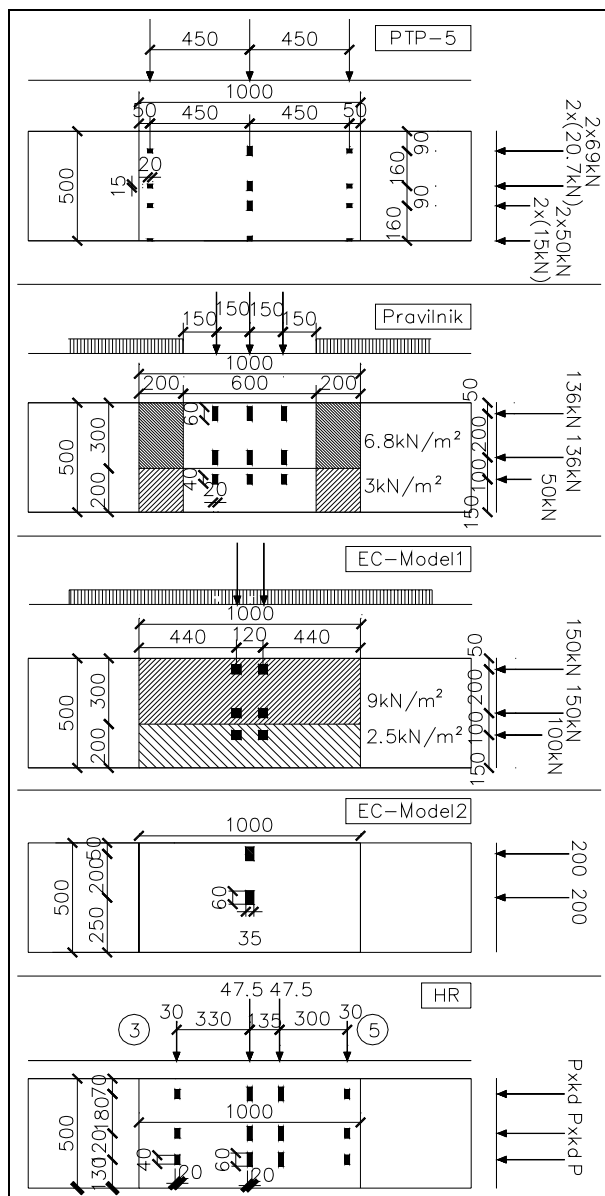 450 450 PTP-5
1000
50 450 450 50
500
20
15
90
160
90
160
2x69kN
2x(20.7kN)
2x50kN
2x(15kN)
Pravilnik
150 150 150 150
1000
200 600 200
500
300
200
60
40
20
6.8kN/m²
3kN/m²
50
200
100
150
136kN
136kN
50kN
EC-Model1
1000
440 120 440
500
300
200
9kN/m²
2.5kN/m²
50
200
100
150
150kN
150kN
100kN
EC-Model2
1000
500
50
200
250
60
35
200
200
47.5 47.5 HR
30 330 135 300 30
3 5
1000
500
70
180
120
130
40
20
60
20
Pxkd
Pxkd
P